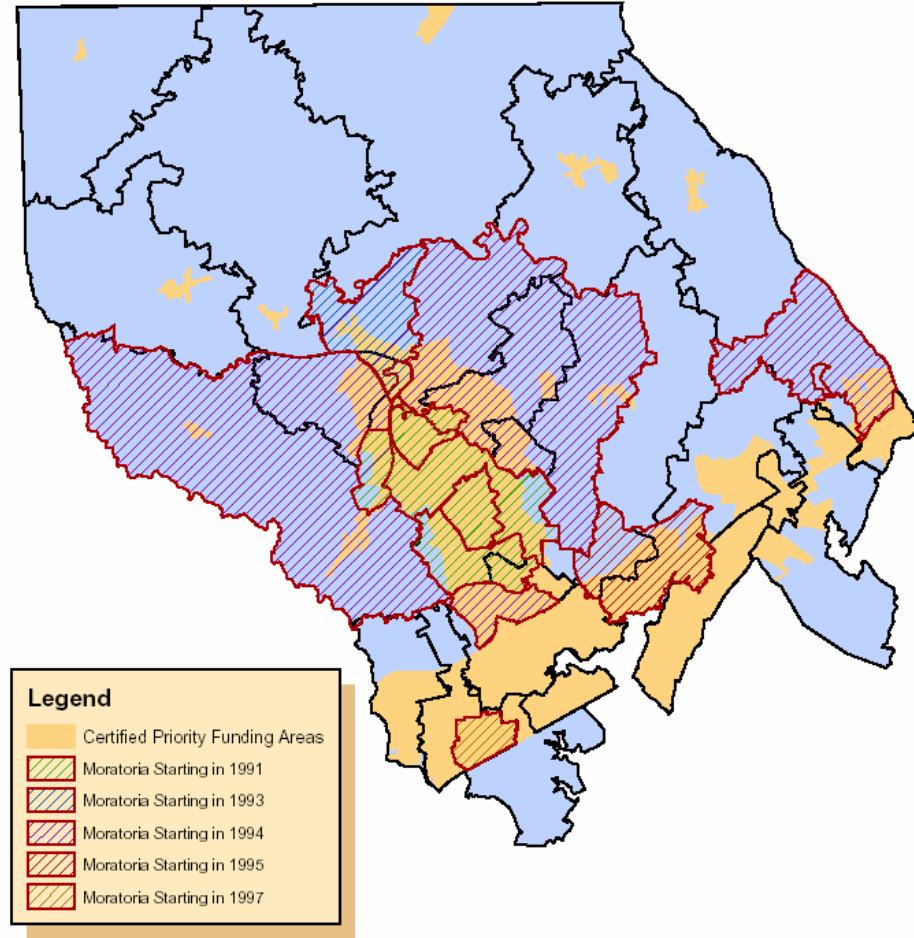 Legend
Certified Priority Funding Areas
Moratoria Starting in 1991
Moratoria Starting in 1993
Moratoria Starting in 1994
Moratoria Starting in 1995
Moratoria Starting in 1997